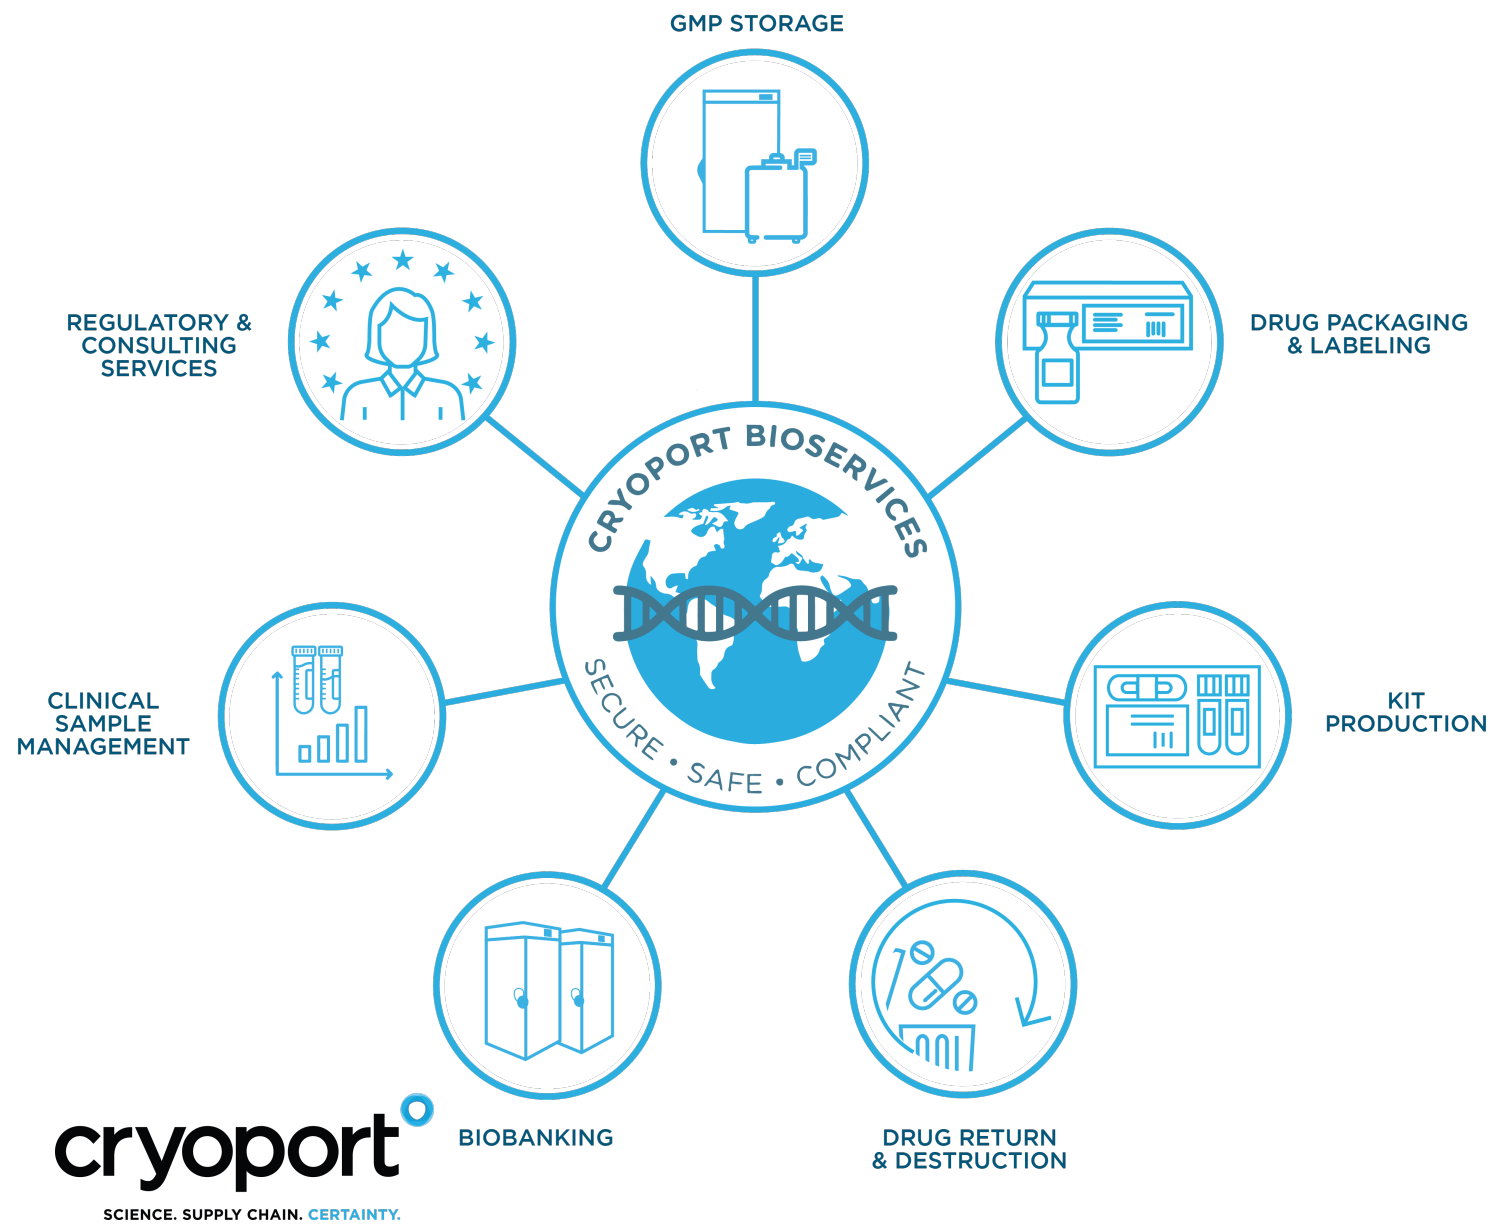 GMP STORAGE
REGULATORY &
CONSULTING
SERVICES
DRUG PACKAGING
& LABELING
CRYOPORT BIOSERVICES
SECURE • SAFE • COMPLIANT
CLINICAL
SAMPLE
MANAGEMENT
KIT
PRODUCTION
BIOBANKING
DRUG RETURN
& DESTRUCTION
cryoport
SCIENCE. SUPPLY CHAIN. CERTAINTY.